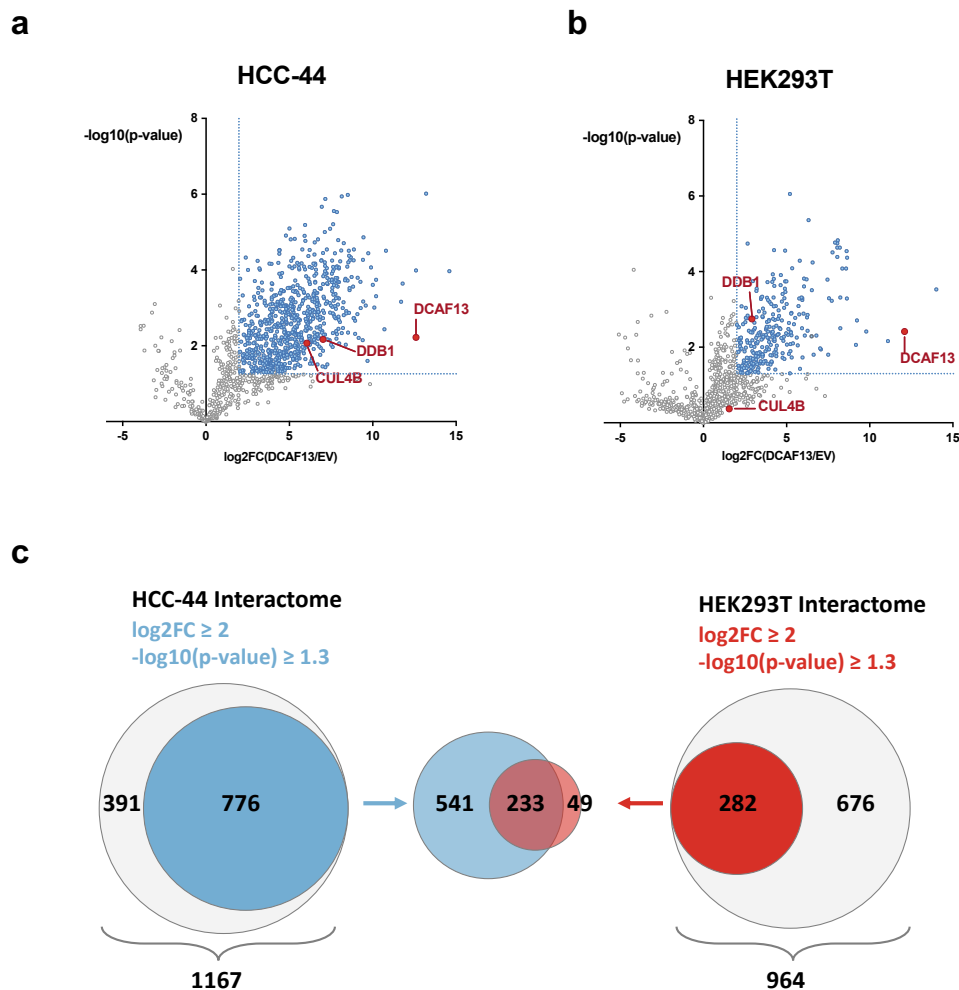 a
HCC-44
-log10(p-value)
8
6
4
2
-5
0
5
10
15
DCAF13
DDB1
CUL4B
log2FC(DCAF13/EV)
b
HEK293T
-log10(p-value)
8
6
4
2
-5
0
5
10
15
DDB1
DCAF13
CUL4B
log2FC(DCAF13/EV)
c
HCC-44 Interactome
log2FC ≥ 2
-log10(p-value) ≥ 1.3
391
776
1167
541
233
49
HEK293T Interactome
log2FC ≥ 2
-log10(p-value) ≥ 1.3
282
676
964